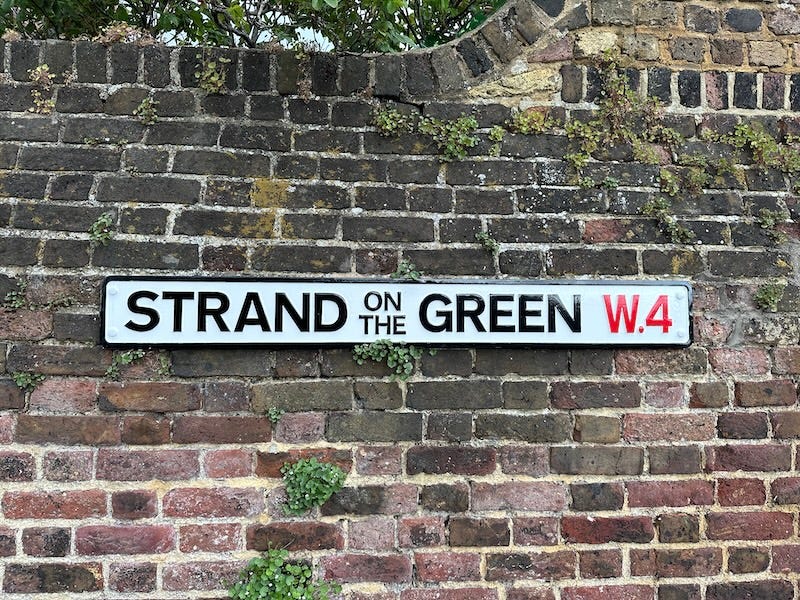 STRAND ON THE GREEN W.4